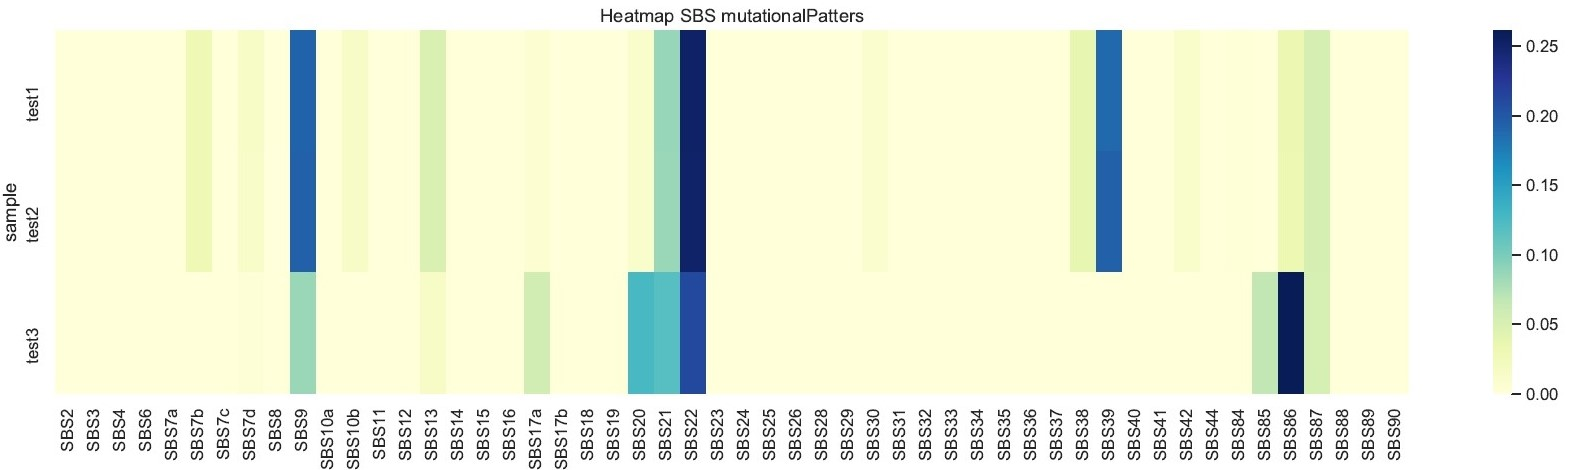 Heatmap SBS mutationalPatters
sample
test1
test2
test3
SBS2 SBS3 SBS4 SBS6 SBS7a SBS7b SBS7c SBS7d SBS8 SBS9 SBS10a SBS10b SBS11 SBS12 SBS13 SBS14 SBS15 SBS16 SBS17a SBS17b SBS18 SBS19 SBS20 SBS21 SBS22 SBS23 SBS24 SBS25 SBS26 SBS28 SBS29 SBS30 SBS31 SBS32 SBS33 SBS34 SBS35 SBS36 SBS37 SBS38 SBS39 SBS40 SBS41 SBS42 SBS44 SBS84 SBS85 SBS86 SBS87 SBS88 SBS89 SBS90
0.25
0.20
0.15
0.10
0.05
0.00